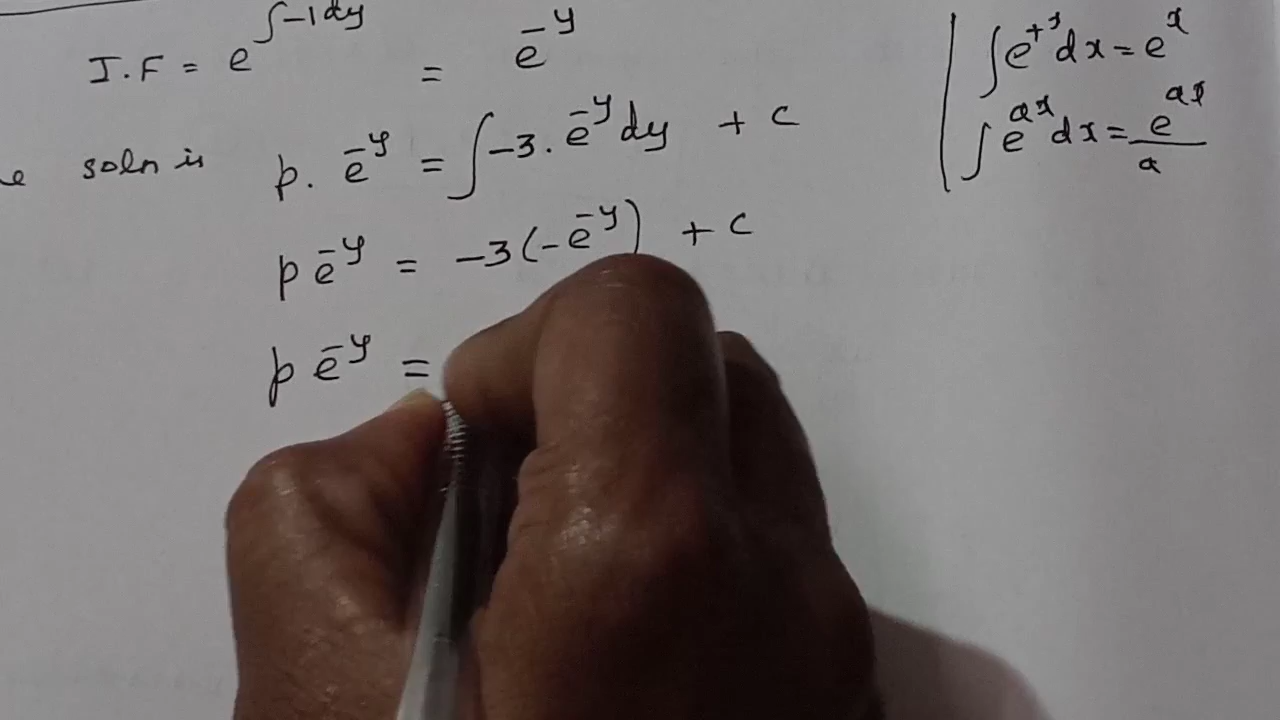 I.F = e^∫-1dy = e^-y
soln is p. e^-y = ∫-3. e^-y dy + c
p e^-y = -3(-e^-y) + c
p e^-y =
∫e^+x dx = e^x
∫e^ax dx = e^ax/a